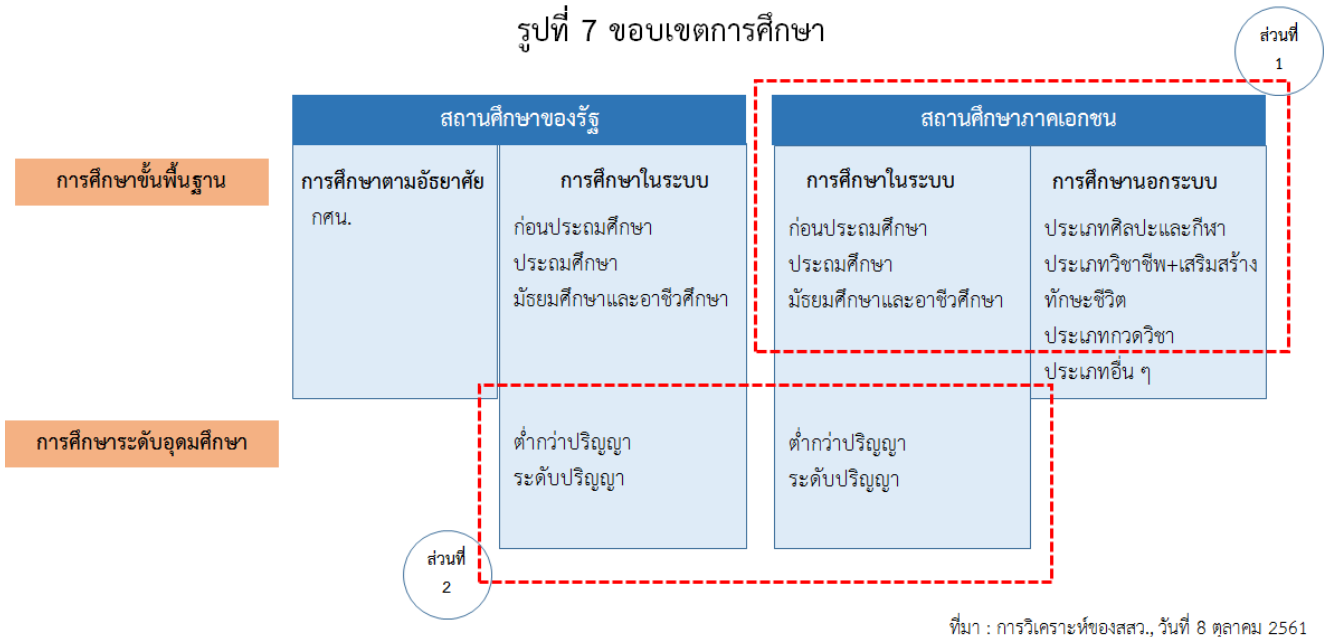 รูปที่ 7 ขอบเขตการศึกษา
ส่วนที่
1
สถานศึกษาของรัฐ
สถานศึกษาภาคเอกชน
การศึกษาขั้นพื้นฐาน
การศึกษาตามอัธยาศัย
กศน.
การศึกษาในระบบ
ก่อนประถมศึกษา
ประถมศึกษา
มัธยมศึกษาและอาชีวศึกษา
การศึกษาในระบบ
ก่อนประถมศึกษา
ประถมศึกษา
มัธยมศึกษาและอาชีวศึกษา
การศึกษานอกระบบ
ประเภทศิลปะและกีฬา
ประเภทวิชาชีพ+เสริมสร้าง
ทักษะชีวิต
ประเภทกวดวิชา
ประเภทอื่น ๆ
การศึกษาระดับอุดมศึกษา
ต่ำกว่าปริญญา
ระดับปริญญา
ต่ำกว่าปริญญา
ระดับปริญญา
ส่วนที่
2
ที่มา : การวิเคราะห์ของสสว., วันที่ 8 ตุลาคม 2561